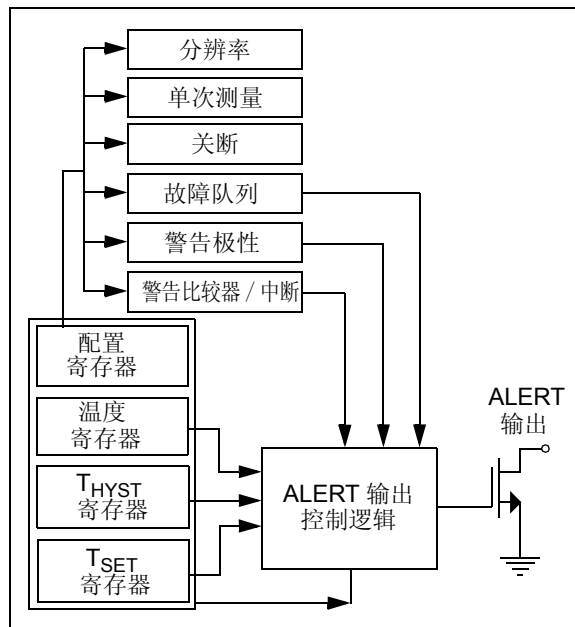 分辨率
单次测量
关断
故障队列
警告极性
警告比较器 / 中断
配置
寄存器
温度
寄存器
THYST
寄存器
TSET
寄存器
ALERT 输出
控制逻辑
ALERT
输出